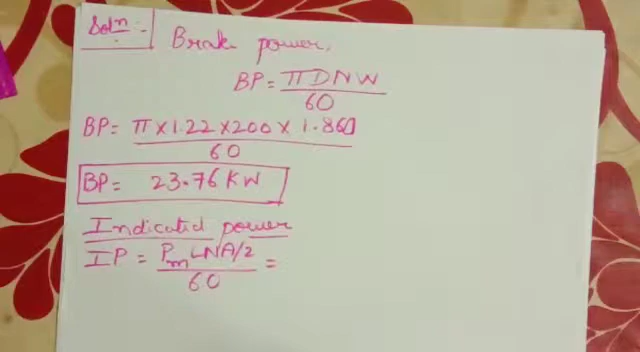 Soln :-
Brake power,
BP = πDNW / 60
BP = π × 1.22 × 200 × 1.860 / 60
BP = 23.76 KW
Indicated power
IP = PmLNA/2 / 60 =